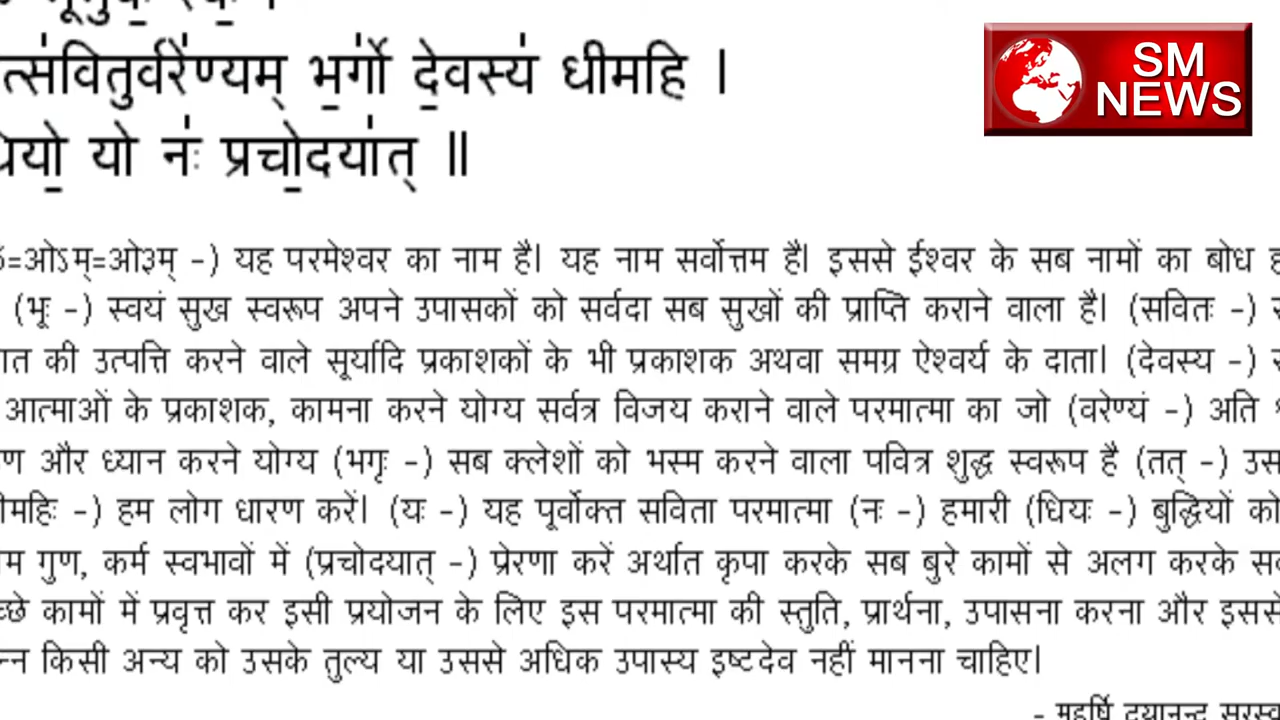 त्स॑वि॒तुर्वरे॑ण्यम् भ॒र्गो॑ दे॒वस्य॑ धीमहि ।
यो॒ यो नः॑ प्रचो॒दया॑त् ॥
SM
NEWS
=ओऽम्=ओ३म् -) यह परमेश्वर का नाम है। यह नाम सर्वोत्तम है। इससे ईश्वर के सब नामों का बोध
(भूः -) स्वयं सुख स्वरूप अपने उपासकों को सर्वदा सब सुखों की प्राप्ति कराने वाला है। (सवितः -)
की उत्पत्ति करने वाले सूर्यादि प्रकाशकों के भी प्रकाशक अथवा समग्र ऐश्वर्य के दाता। (देवस्य -)
आत्माओं के प्रकाशक, कामना करने योग्य सर्वत्र विजय कराने वाले परमात्मा का जो (वरेण्यं -) अति
और ध्यान करने योग्य (भगृः -) सब क्लेशों को भस्म करने वाला पवित्र शुद्ध स्वरूप है (तत् -) उस
-) हम लोग धारण करें। (यः -) यह पूर्वोक्त सविता परमात्मा (नः -) हमारी (धियः -) बुद्धियों को
गुण, कर्म स्वभावों में (प्रचोदयात् -) प्रेरणा करें अर्थात कृपा करके सब बुरे कामों से अलग करके
कामों में प्रवृत्त कर इसी प्रयोजन के लिए इस परमात्मा की स्तुति, प्रार्थना, उपासना करना और इससे
किसी अन्य को उसके तुल्य या उससे अधिक उपास्य इष्टदेव नहीं मानना चाहिए।
- महर्षि दयानन्द